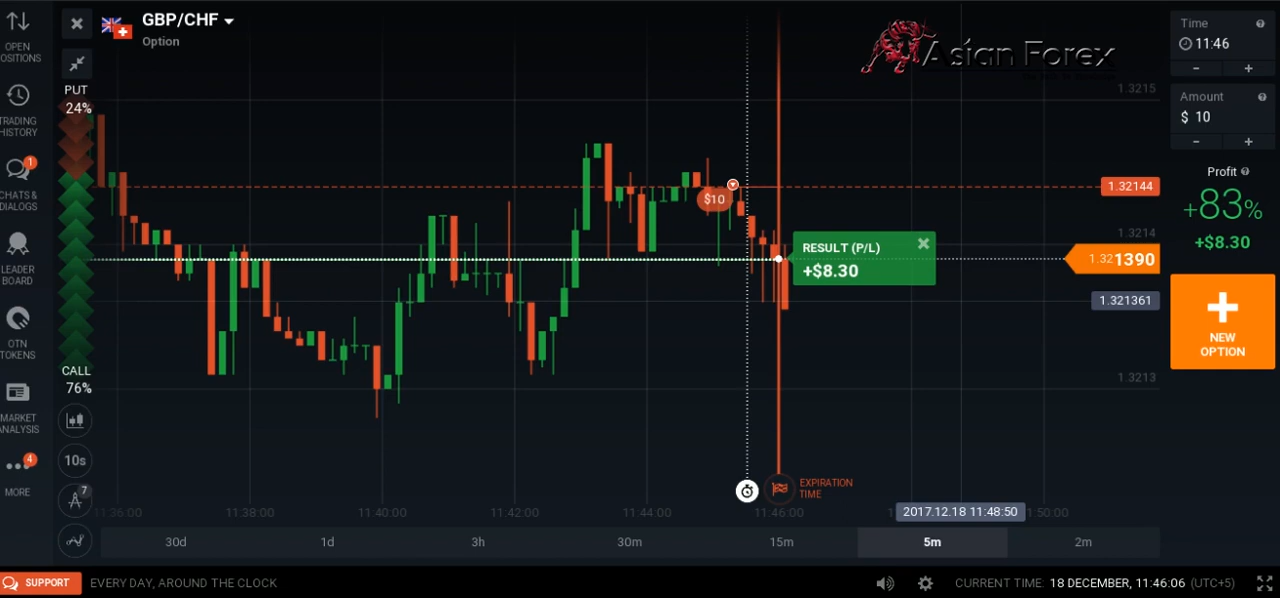 OPEN
OSITIONS
TRADING
HISTORY
1
CHATS &
DIALOGS
LEADER
BOARD
OTN
TOKENS
MARKET
ANALYSIS
4
MORE
GBP/CHF
Option
PUT
24%
CALL
76%
10s
7
Asian Forex
$10
RESULT (P/L)
+$8.30
EXPIRATION
TIME
1.3215
1.32144
1.3214
1.321390
1.321361
1.3213
11:36:00
11:38:00
11:40:00
11:42:00
11:44:00
11:46:00
2017.12.18 11:48:50
:50:00
30d
1d
3h
30m
15m
5m
2m
Time
11:46
-
+
Amount
$ 10
-
+
Profit
+83%
+$8.30
NEW
OPTION
SUPPORT
EVERY DAY, AROUND THE CLOCK
CURRENT TIME: 18 DECEMBER, 11:46:06 (UTC+5)